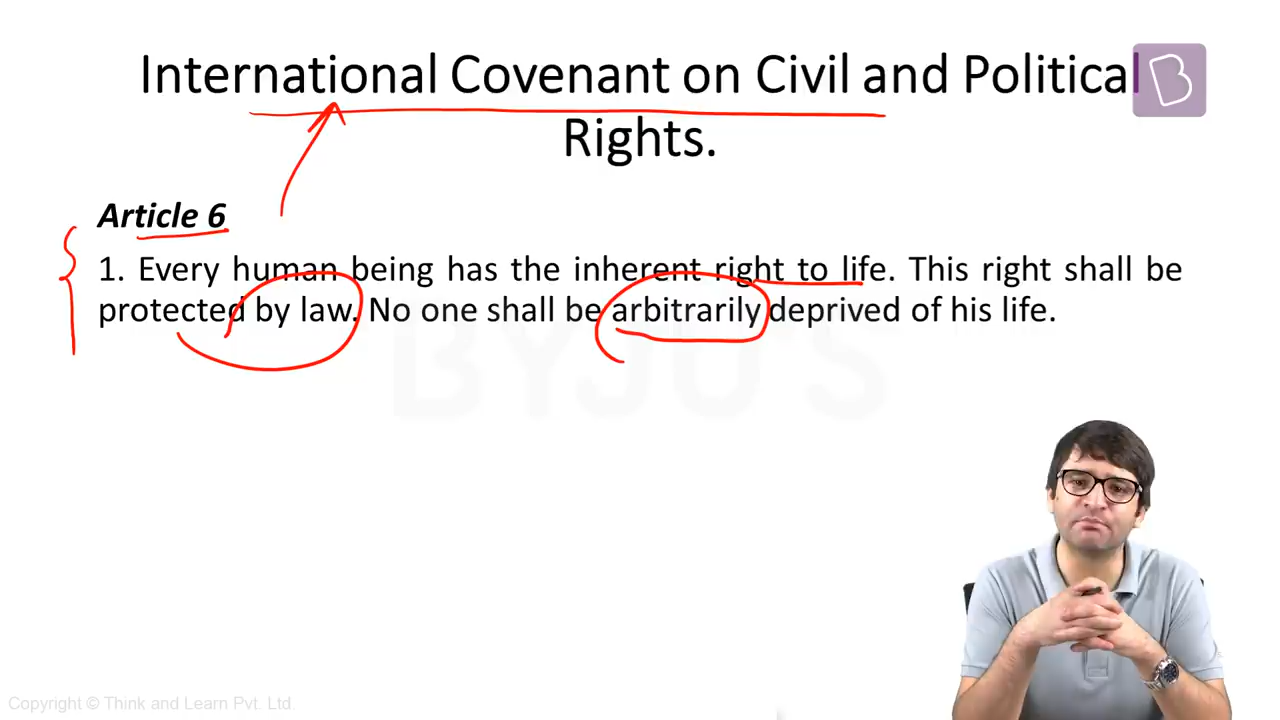 International Covenant on Civil and Political
Rights.
Article 6
1. Every human being has the inherent right to life. This right shall be
protected by law. No one shall be arbitrarily deprived of his life.
BYJU'S
Copyright © Think and Learn Pvt. Ltd.